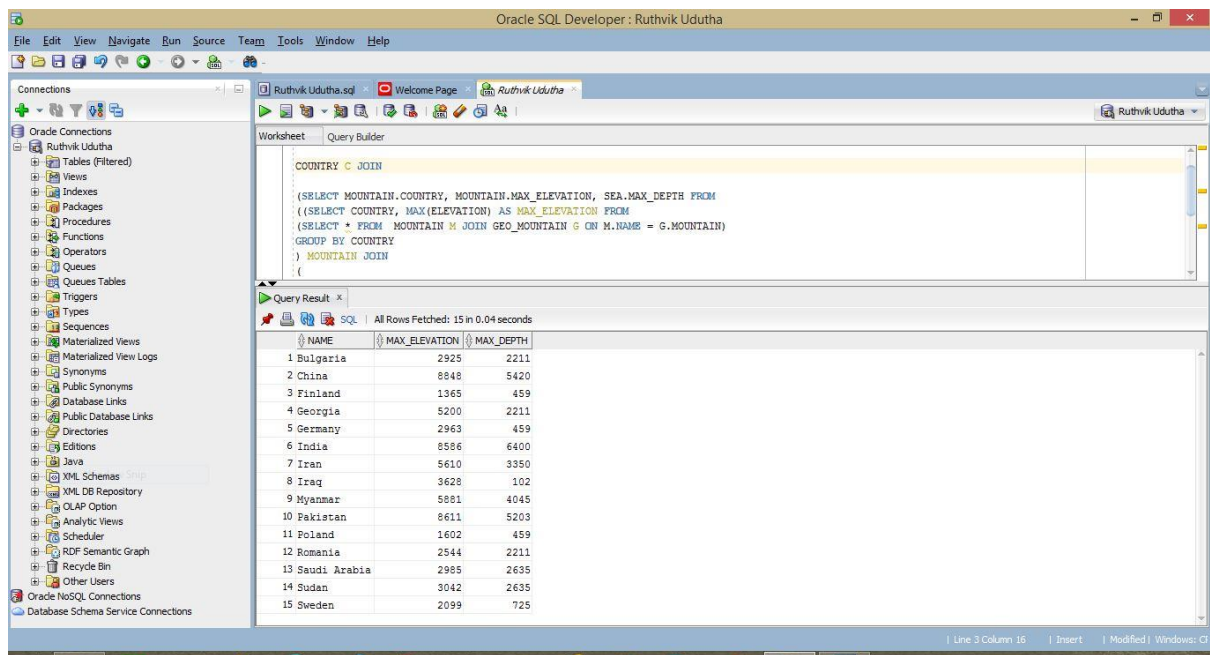 Oracle SQL Developer : Ruthvik Udutha
File Edit View Navigate Run Source Team Tools Window Help
Connections
Oracle Connections
Ruthvik Udutha
Tables (Filtered)
Views
Indexes
Packages
Procedures
Functions
Operators
Queues
Queues Tables
Triggers
Types
Sequences
Materialized Views
Materialized View Logs
Synonyms
Public Synonyms
Database Links
Public Database Links
Directories
Editions
Java
XML Schemas
XML DB Repository
OLAP Option
Analytic Views
Scheduler
RDF Semantic Graph
Recycle Bin
Other Users
Oracle NoSQL Connections
Database Schema Service Connections
Ruthvik Udutha.sql Welcome Page Ruthvik Udutha
Ruthvik Udutha
Worksheet Query Builder
COUNTRY C JOIN
(SELECT MOUNTAIN.COUNTRY, MOUNTAIN.MAX_ELEVATION, SEA.MAX_DEPTH FROM
((SELECT COUNTRY, MAX(ELEVATION) AS MAX_ELEVATION FROM
(SELECT * FROM MOUNTAIN M JOIN GEO_MOUNTAIN G ON M.NAME = G.MOUNTAIN)
GROUP BY COUNTRY
) MOUNTAIN JOIN
(
Query Result
SQL | All Rows Fetched: 15 in 0.04 seconds
NAME MAX_ELEVATION MAX_DEPTH
1 Bulgaria 2925 2211
2 China 8848 5420
3 Finland 1365 459
4 Georgia 5200 2211
5 Germany 2963 459
6 India 8586 6400
7 Iran 5610 3350
8 Iraq 3628 102
9 Myanmar 5881 4045
10 Pakistan 8611 5203
11 Poland 1602 459
12 Romania 2544 2211
13 Saudi Arabia 2985 2635
14 Sudan 3042 2635
15 Sweden 2099 725
| Line 3 Column 16 | Insert | Modified | Windows: